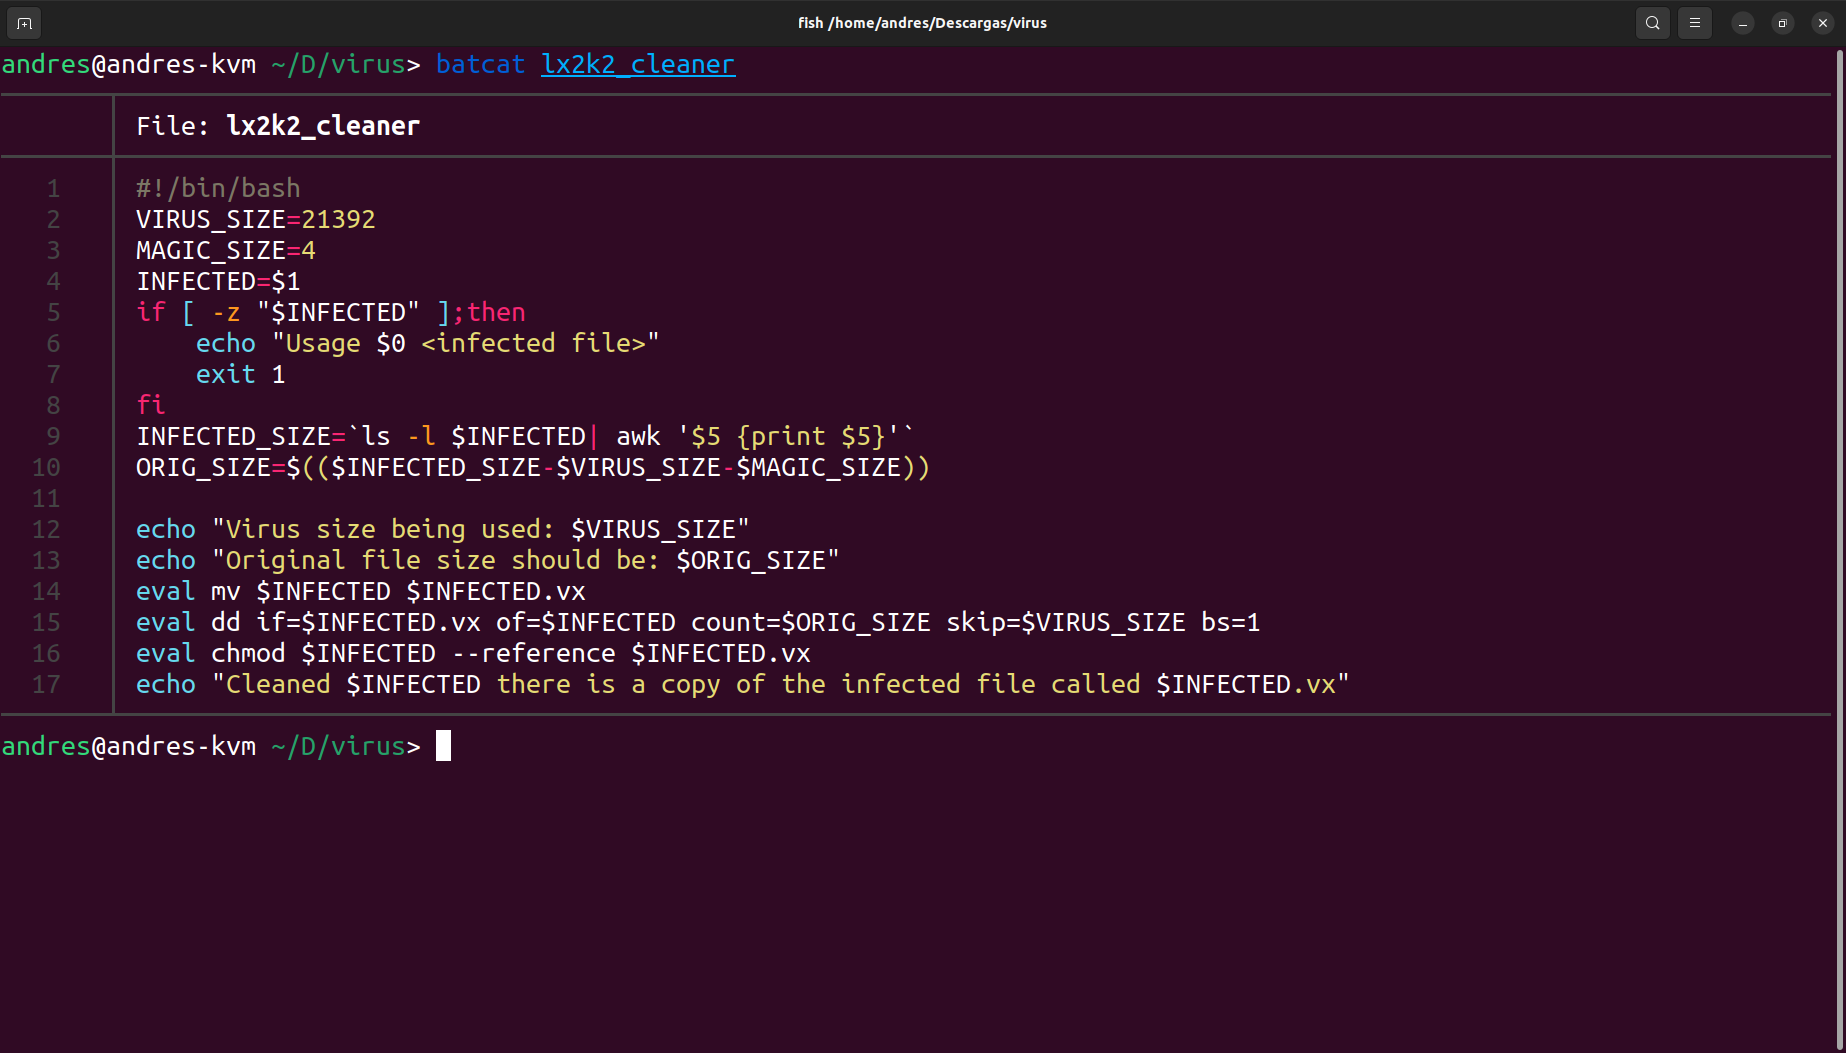 fish /home/andres/Descargas/virus
andres@andres-kvm ~/D/virus> batcat lx2k2_cleaner
File: lx2k2_cleaner
1 #!/bin/bash
2 VIRUS_SIZE=21392
3 MAGIC_SIZE=4
4 INFECTED=$1
5 if [ -z "$INFECTED" ];then
6     echo "Usage $0 <infected file>"
7     exit 1
8 fi
9 INFECTED_SIZE=`ls -l $INFECTED| awk '$5 {print $5}'`
10 ORIG_SIZE=$(($INFECTED_SIZE-$VIRUS_SIZE-$MAGIC_SIZE))
11
12 echo "Virus size being used: $VIRUS_SIZE"
13 echo "Original file size should be: $ORIG_SIZE"
14 eval mv $INFECTED $INFECTED.vx
15 eval dd if=$INFECTED.vx of=$INFECTED count=$ORIG_SIZE skip=$VIRUS_SIZE bs=1
16 eval chmod $INFECTED --reference $INFECTED.vx
17 echo "Cleaned $INFECTED there is a copy of the infected file called $INFECTED.vx"
andres@andres-kvm ~/D/virus>